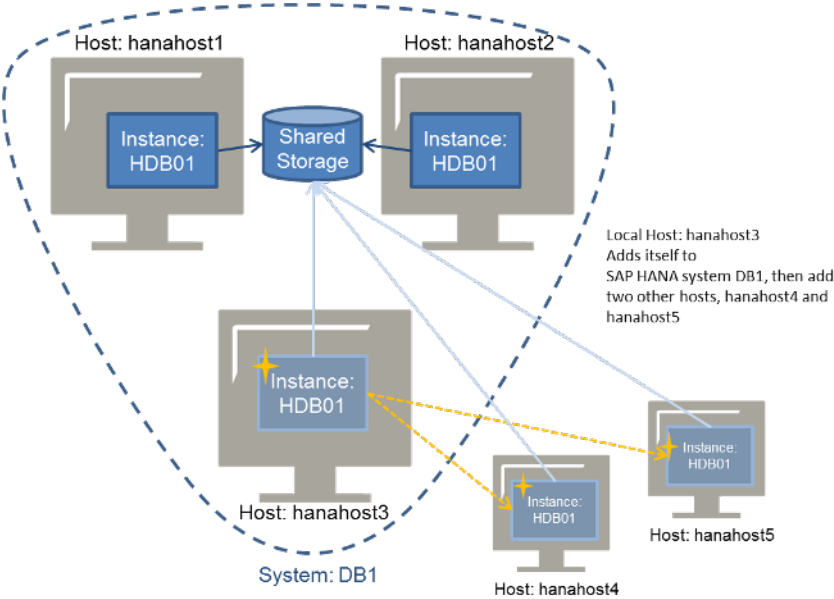 Host: hanahost1
Host: hanahost2
Instance:
HDB01
Shared
Storage
Instance:
HDB01
Local Host: hanahost3
Adds itself to
SAP HANA system DB1, then add
two other hosts, hanahost4 and
hanahost5
Instance:
HDB01
Host: hanahost3
Instance:
HDB01
Host: hanahost5
Instance:
HDB01
Host: hanahost4
System: DB1